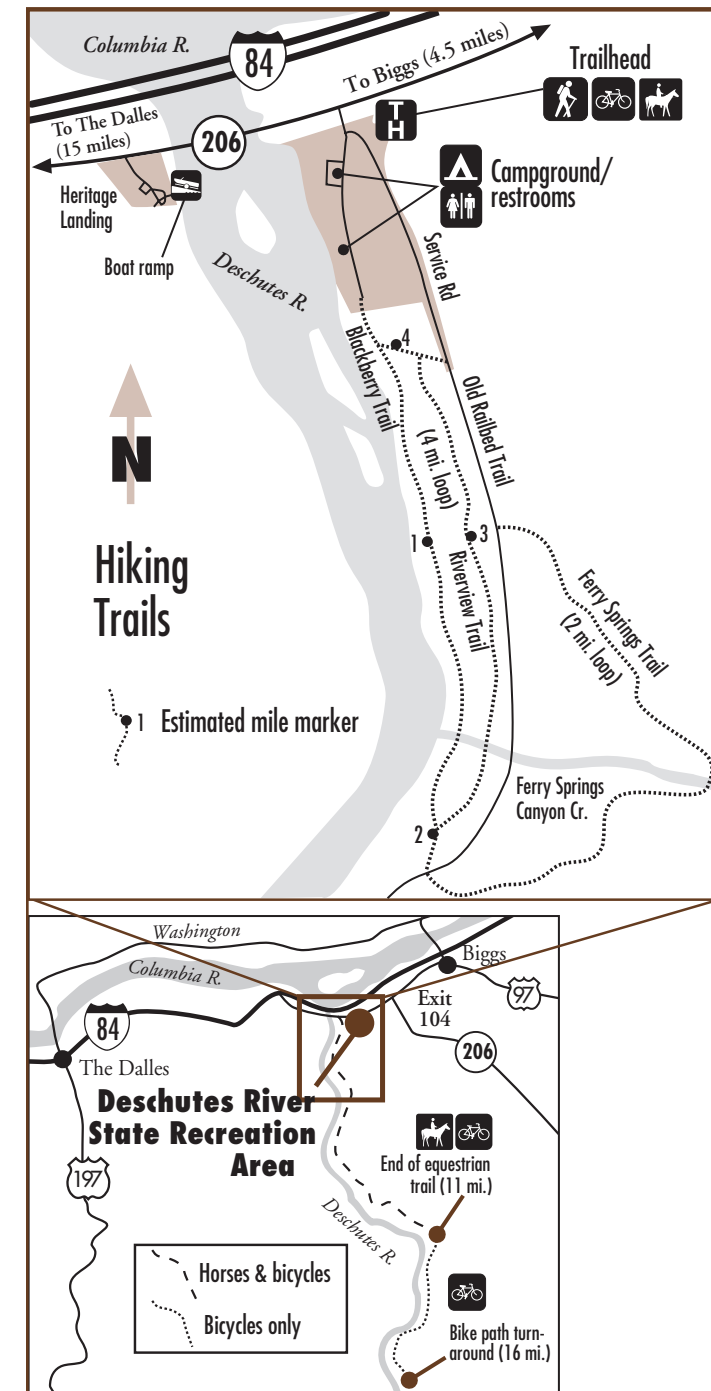 Columbia R.
84
To Biggs (4.5 miles)
Trailhead
T
H
To The Dalles
(15 miles)
206
Heritage
Landing
Boat ramp
Campground/
restrooms
Deschutes R.
Service Rd
Blackberry Trail
4
Old Railbed Trail
(4 mi. loop)
N
1
3
Riverview Trail
Hiking
Trails
Ferry Springs Trail
(2 mi. loop)
1 Estimated mile marker
Ferry Springs
Canyon Cr.
2
Washington
Columbia R.
Biggs
97
Exit
104
84
206
The Dalles
Deschutes River
State Recreation
Area
197
End of equestrian
trail (11 mi.)
Deschutes R.
Horses & bicycles
Bicycles only
Bike path turn-
around (16 mi.)